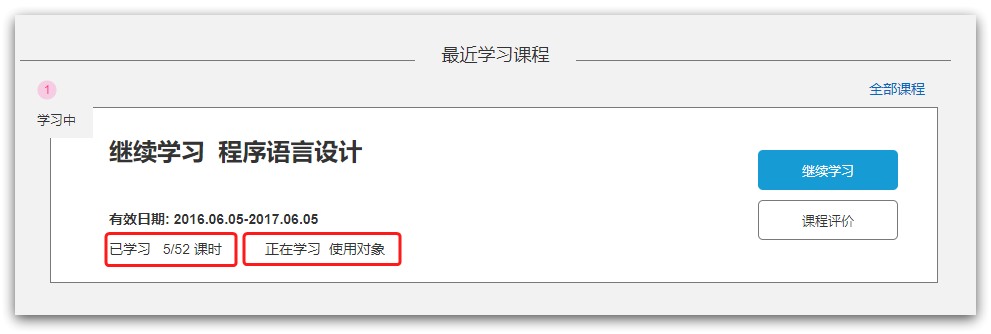 最近学习课程
1
全部课程
学习中
继续学习 程序语言设计
继续学习
有效日期: 2016.06.05-2017.06.05
课程评价
已学习 5/52 课时 正在学习 使用对象